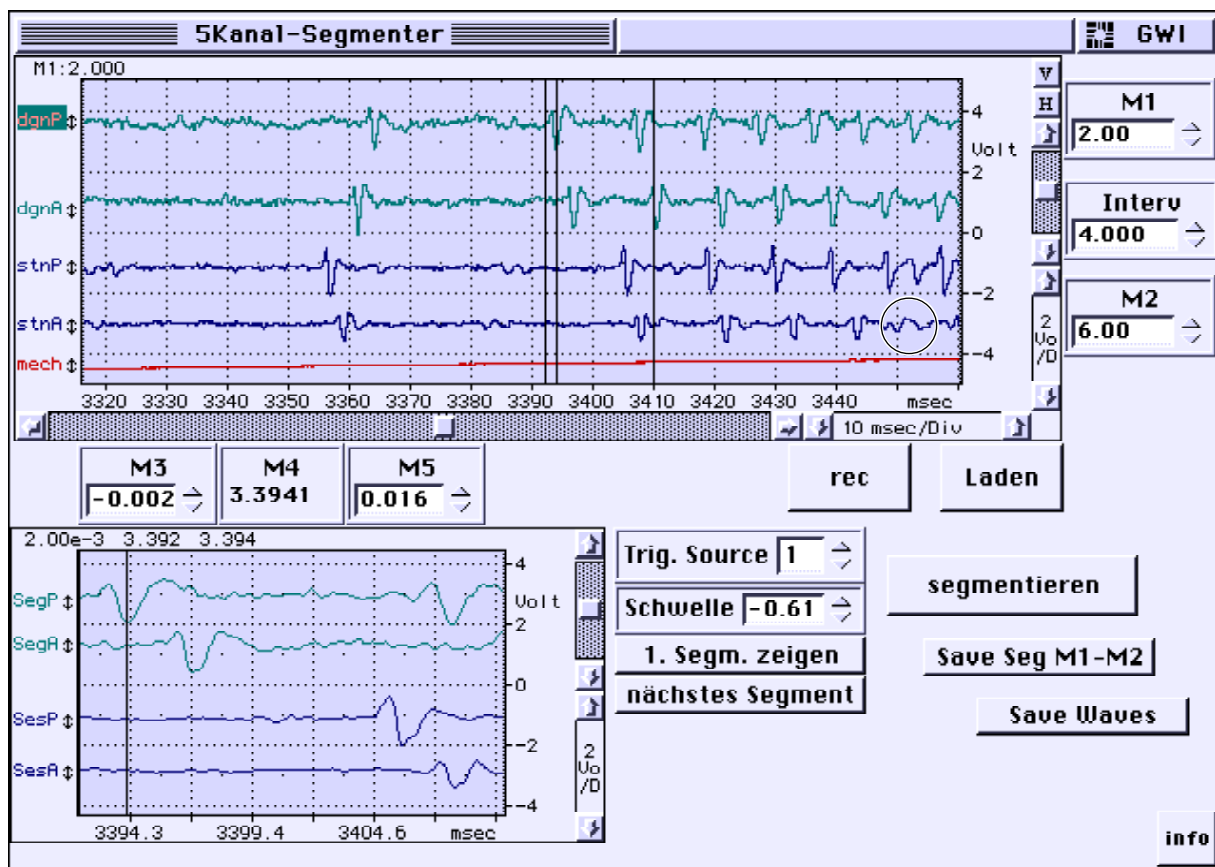 5Kanal-Segmenter
GWI
M1:2.000
V
H
dgnP
dgnA
stnP
stnA
mech
4
Volt
2
0
-2
-4
2
Vo
/D
3320 3330 3340 3350 3360 3370 3380 3390 3400 3410 3420 3430 3440 msec
10 msec/Div
M1
2.00
Interv
4.000
M2
6.00
M3
-0.002
M4
3.3941
M5
0.016
rec
Laden
2.00e-3 3.392 3.394
SegP
SegA
SesP
SesA
4
Volt
2
0
-2
-4
2
Vo
/D
3394.3 3399.4 3404.6 msec
Trig. Source 1
Schwelle -0.61
1. Segm. zeigen
nächstes Segment
segmentieren
Save Seg M1-M2
Save Waves
info